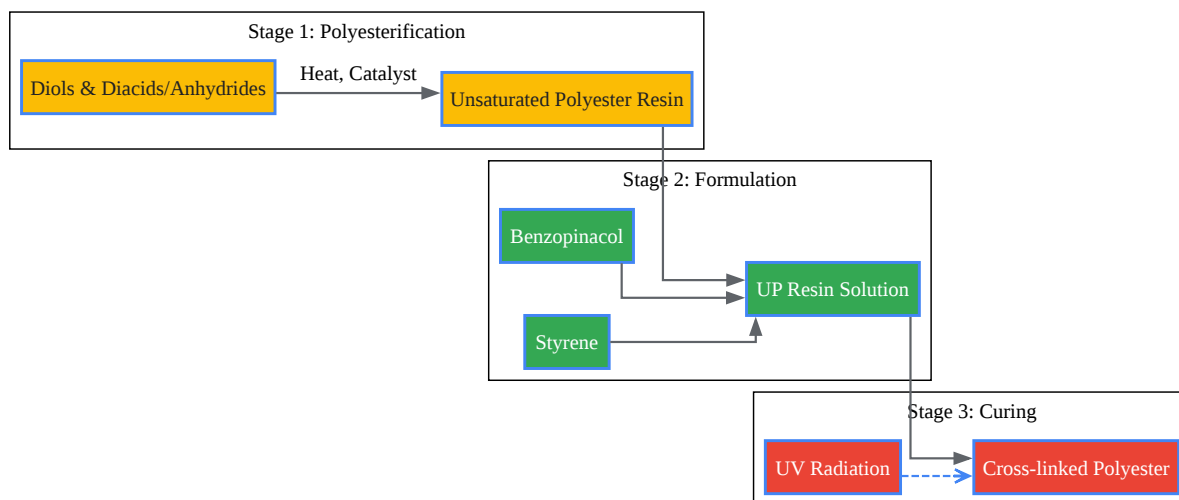 Stage 1: Polyesterification
Diols & Diacids/Anhydrides
Heat, Catalyst
Unsaturated Polyester Resin
Stage 2: Formulation
Benzopinacol
UP Resin Solution
Styrene
Stage 3: Curing
UV Radiation
Cross-linked Polyester